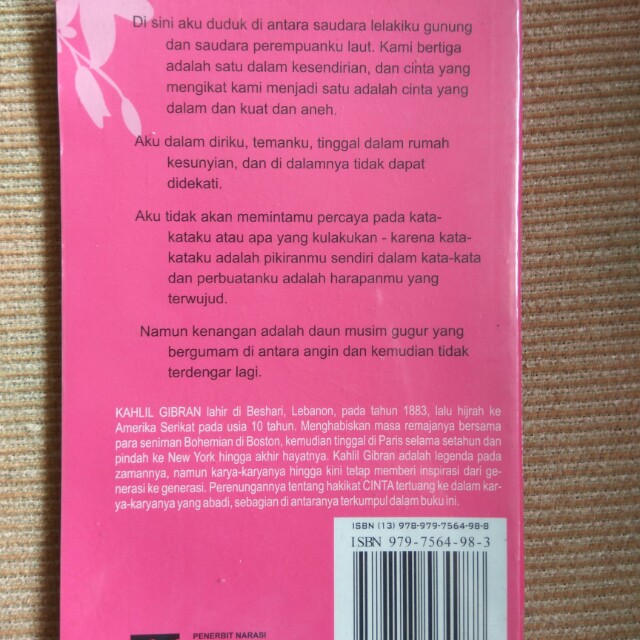 Di sini aku duduk di antara saudara lelakiku gunung
dan saudara perempuanku laut. Kami bertiga
adalah satu dalam kesendirian, dan cinta yang
mengikat kami menjadi satu adalah cinta yang
dalam dan kuat dan aneh.
Aku dalam diriku, temanku, tinggal dalam rumah
kesunyian, dan di dalamnya tidak dapat
didekati.
Aku tidak akan memintamu percaya pada kata-
kataku atau apa yang kulakukan - karena kata-
kataku adalah pikiranmu sendiri dalam kata-kata
dan perbuatanku adalah harapanmu yang
terwujud.
Namun kenangan adalah daun musim gugur yang
bergumam di antara angin dan kemudian tidak
terdengar lagi.
KAHLIL GIBRAN lahir di Beshari, Lebanon, pada tahun 1883, lalu hijrah ke
Amerika Serikat pada usia 10 tahun. Menghabiskan masa remajanya bersama
para seniman Bohemian di Boston, kemudian tinggal di Paris selama setahun dan
pindah ke New York hingga akhir hayatnya. Kahlil Gibran adalah legenda pada
zamannya, namun karya-karyanya hingga kini tetap memberi inspirasi dari ge-
nerasi ke generasi. Perenungannya tentang hakikat CINTA tertuang ke dalam kar-
ya-karyanya yang abadi, sebagian di antaranya terkumpul dalam buku ini.
ISBN (13) 978-979-7564-98-8
ISBN 979-7564-98-3
PENERBIT NARASI